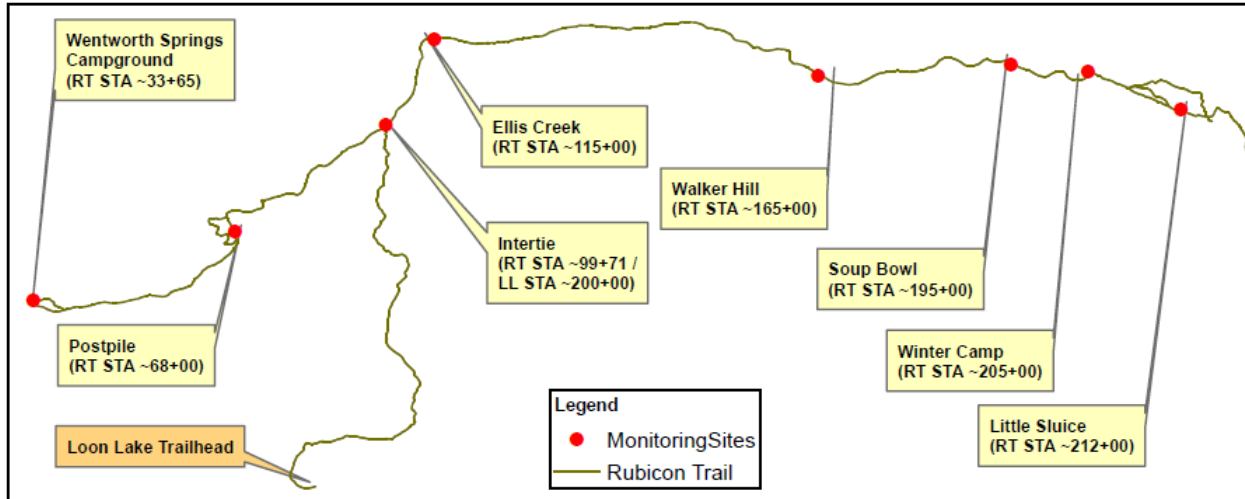 Wentworth Springs
Campground
(RT STA ~33+65)
Ellis Creek
(RT STA ~115+00)
Walker Hill
(RT STA ~165+00)
Intertie
(RT STA ~99+71 /
LL STA ~200+00)
Soup Bowl
(RT STA ~195+00)
Postpile
(RT STA ~68+00)
Winter Camp
(RT STA ~205+00)
Little Sluice
(RT STA ~212+00)
Loon Lake Trailhead
Legend
MonitoringSites
Rubicon Trail